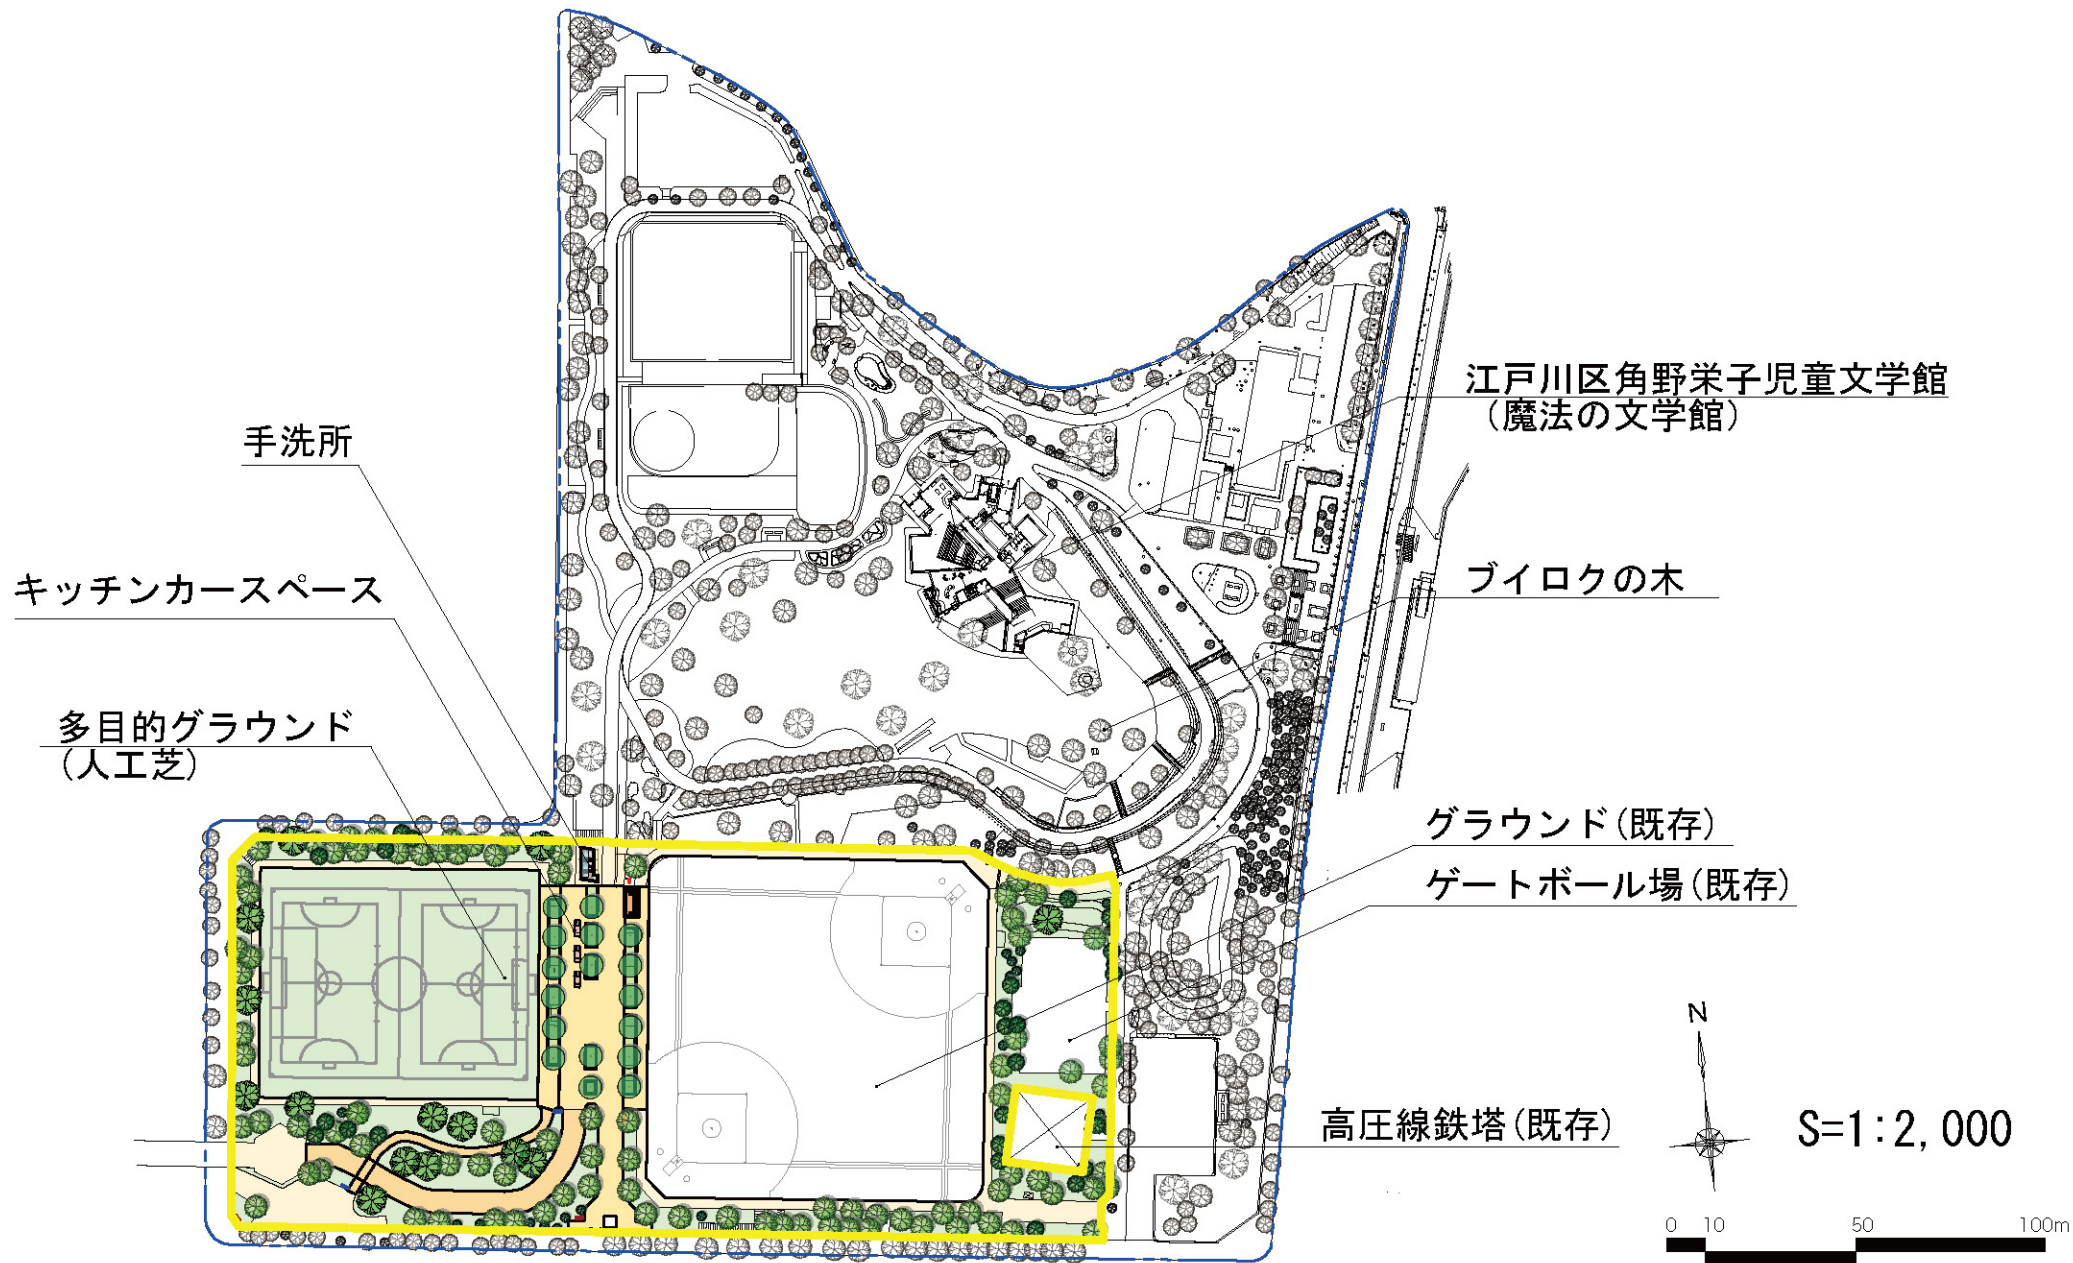 江戸川区角野栄子児童文学館
(魔法の文学館)
手洗所
キッチンカースペース
ブイロクの木
多目的グラウンド
(人工芝)
グラウンド(既存)
ゲートボール場(既存)
高圧線鉄塔(既存)
N
S=1:2,000
0 10 50 100m